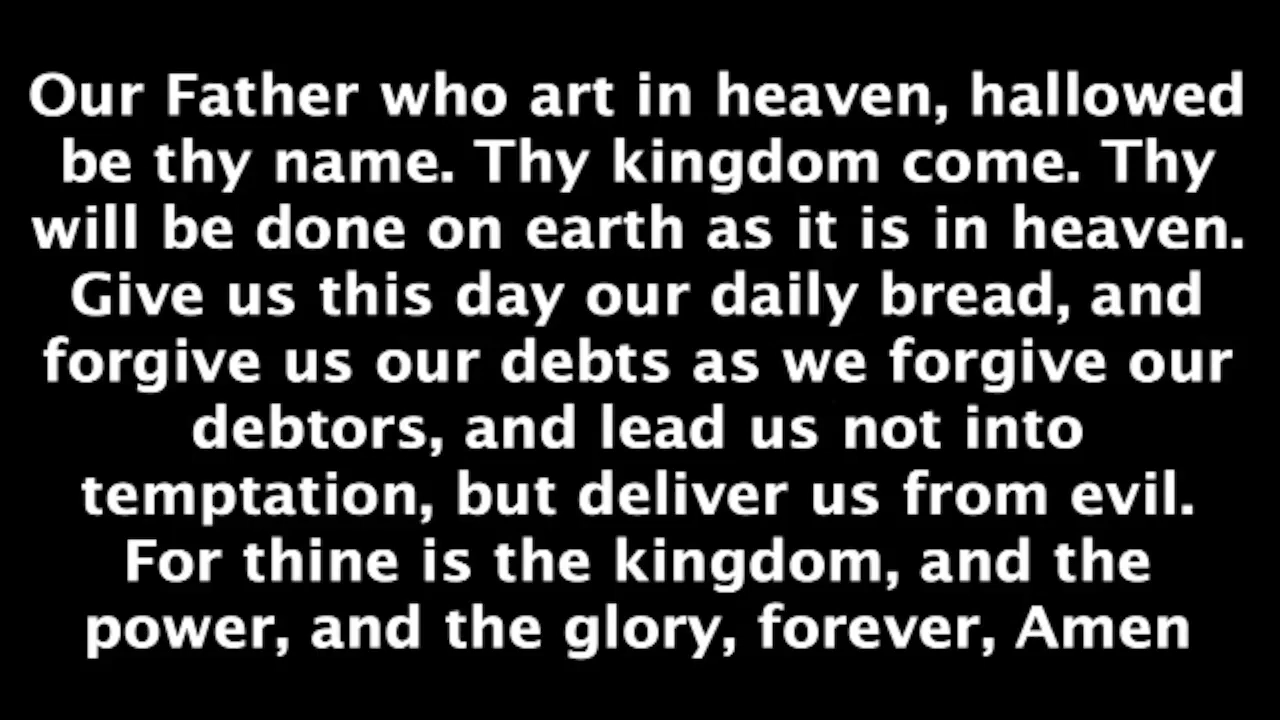 Our Father who art in heaven, hallowed
be thy name. Thy kingdom come. Thy
will be done on earth as it is in heaven.
Give us this day our daily bread, and
forgive us our debts as we forgive our
debtors, and lead us not into
temptation, but deliver us from evil.
For thine is the kingdom, and the
power, and the glory, forever, Amen